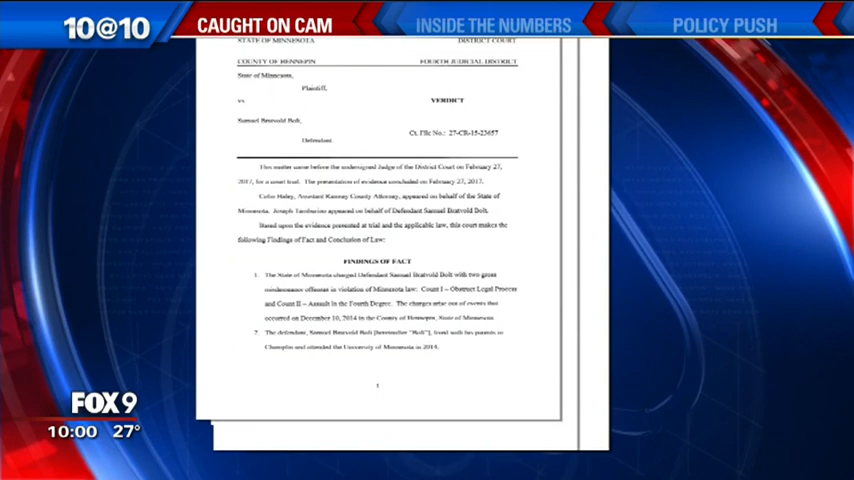 10@10
CAUGHT ON CAM
INSIDE THE NUMBERS
POLICY PUSH
STATE OF MINNESOTA DISTRICT COURT
COUNTY OF HENNEPIN FOURTH JUDICIAL DISTRICT
State of Minnesota,
Plaintiff,
vs VERDICT
Samuel Bratvold Bolt,
Ct. File No.: 27-CR-15-23657
Defendant.
This matter came before the undersigned Judge of the District Court on February 27,
2017, for a court trial. The presentation of evidence concluded on February 27, 2017.
Colin Haley, Assistant Ramsey County Attorney, appeared on behalf of the State of
Minnesota. Joseph Tamburino appeared on behalf of Defendant Samuel Bratvold Bolt.
Based upon the evidence presented at trial and the applicable law, this court makes the
following Findings of Fact and Conclusion of Law:
FINDINGS OF FACT
1. The State of Minnesota charged Defendant Samuel Bratvold Bolt with two gross
misdemeanor offenses in violation of Minnesota law: Count I – Obstruct Legal Process
and Count II – Assault in the Fourth Degree. The charges arise out of events that
occurred on December 10, 2014 in the County of Hennepin, State of Minnesota.
2. The defendant, Samuel Bratvold Bolt [hereinafter "Bolt"], lived with his parents in
Champlin and attended the University of Minnesota in 2014.
1
FOX 9
10:00 27°